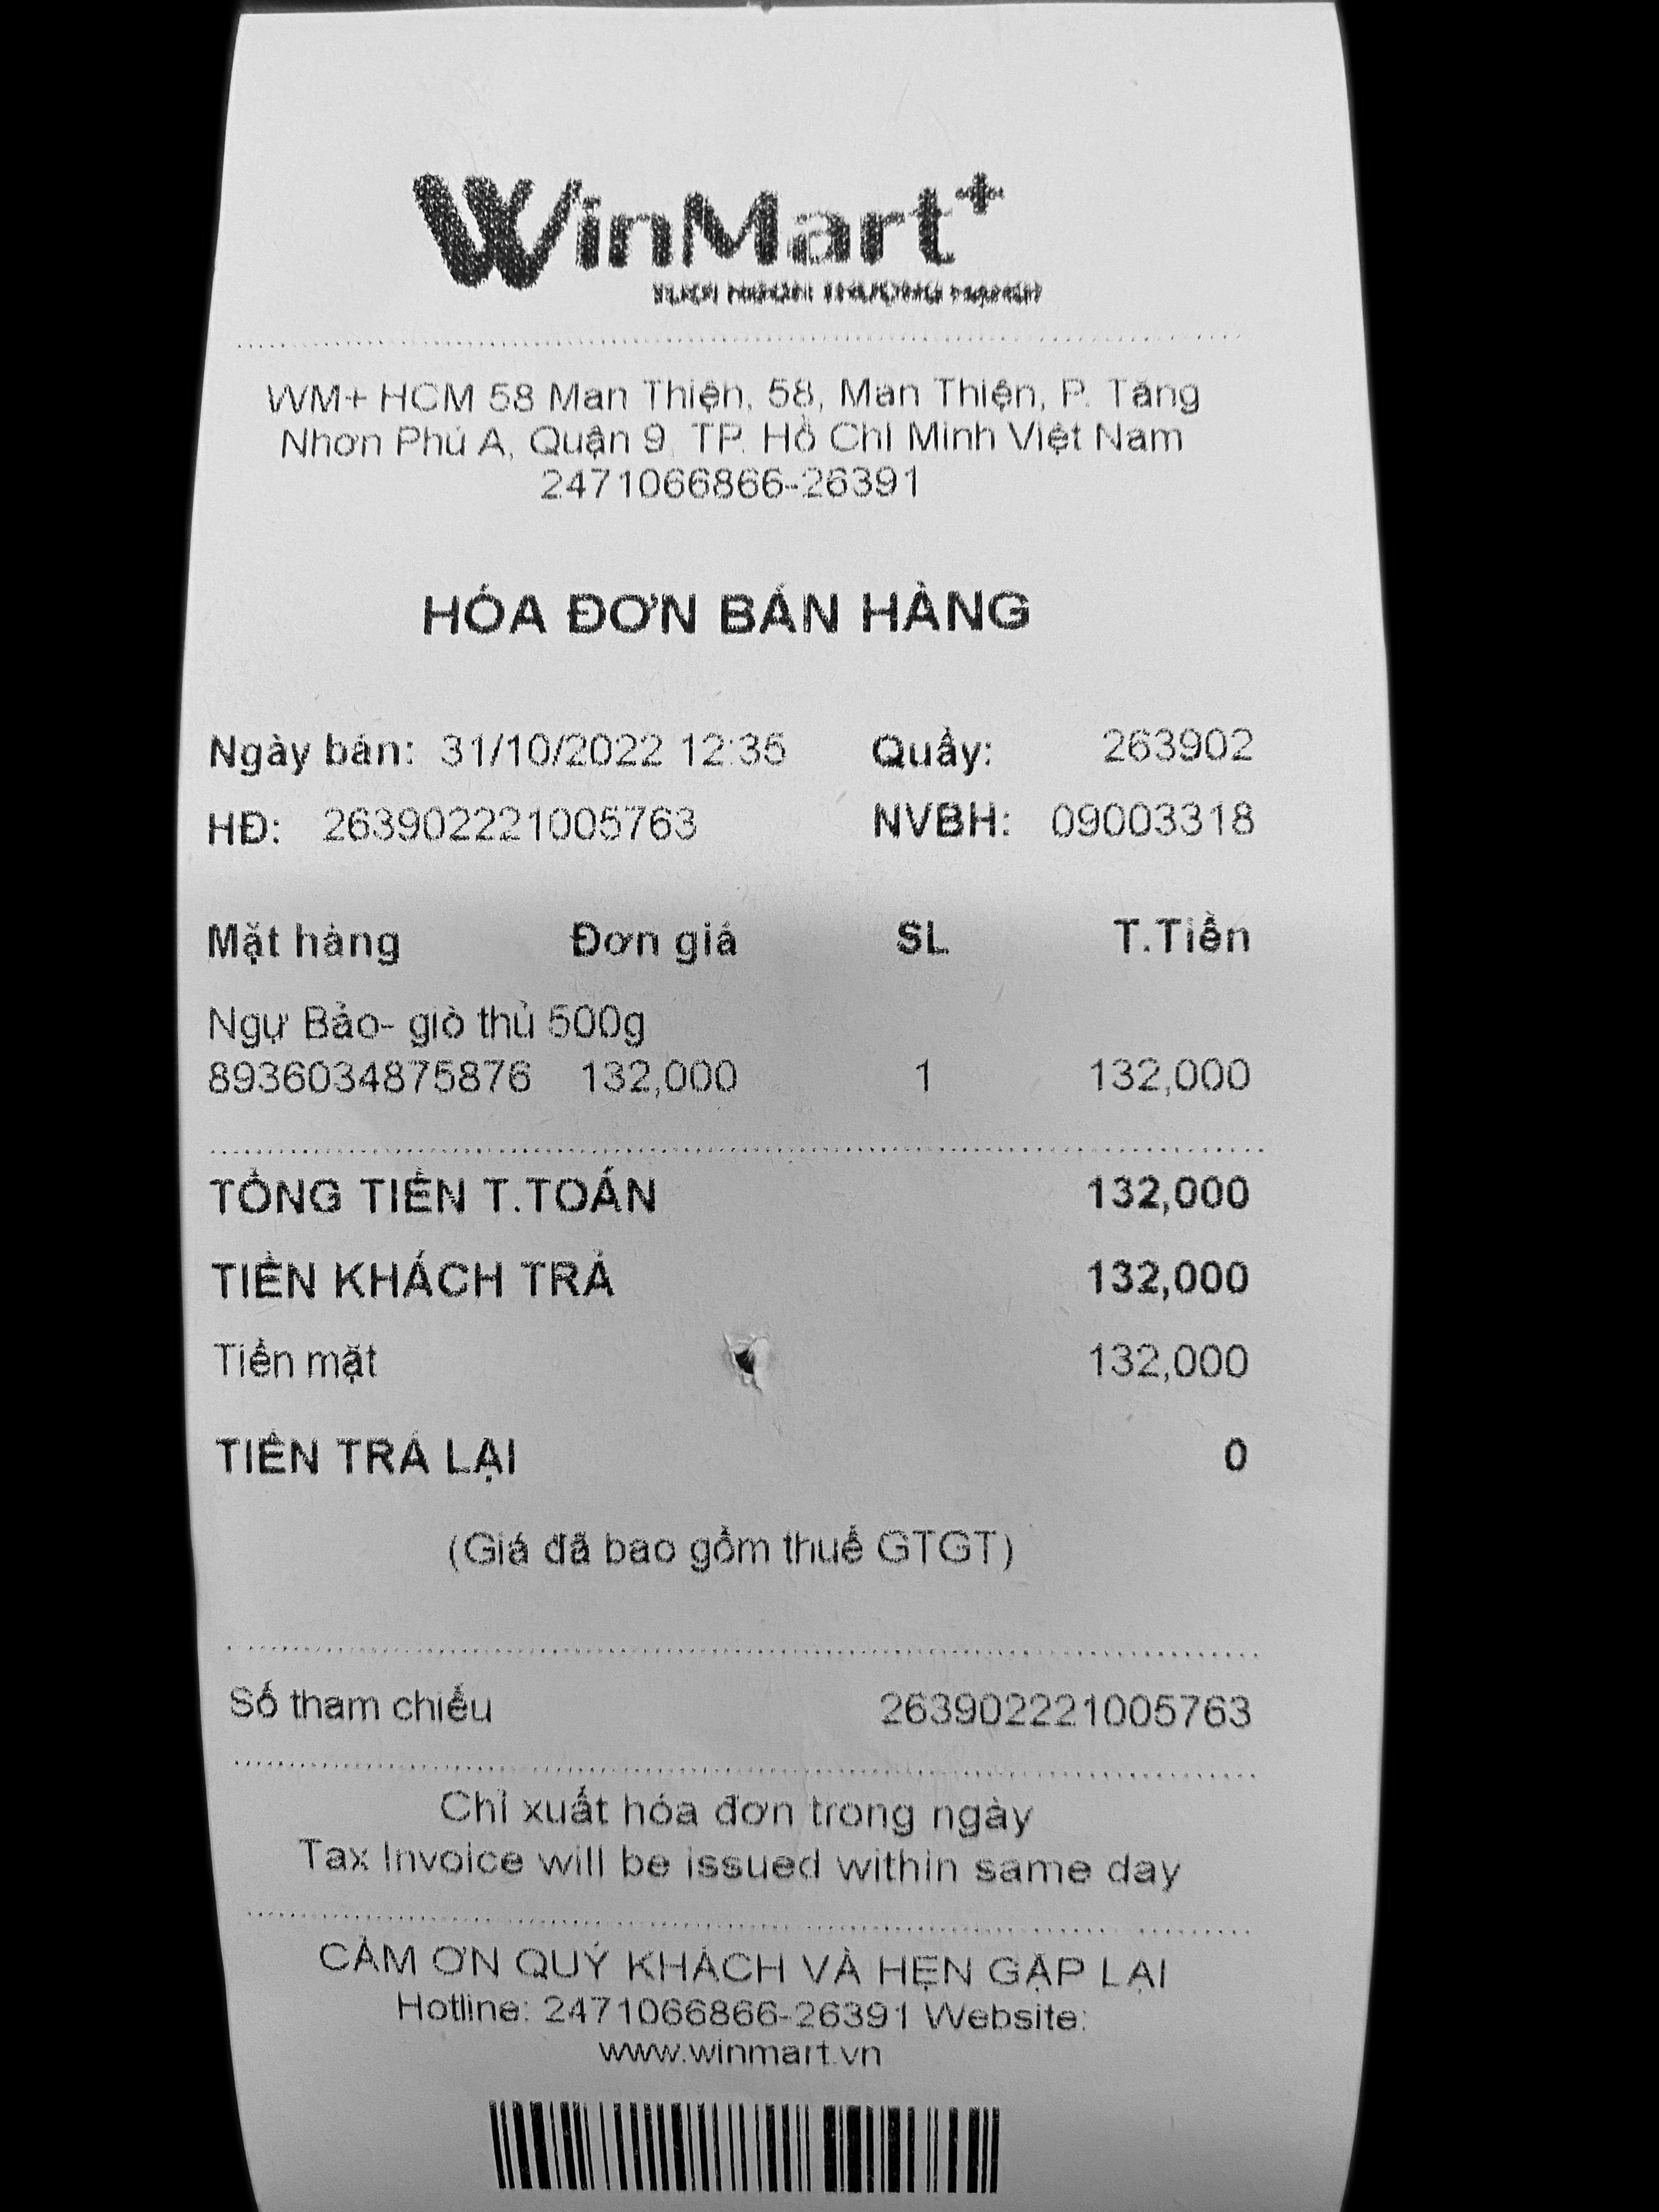 WinMart+
WM+ HCM 58 Man Thiện, 58, Man Thiện, P. Tăng
Nhơn Phú A, Quận 9, TP. Hồ Chí Minh Việt Nam
2471066866-26391
HÓA ĐƠN BÁN HÀNG
Ngày bán: 31/10/2022 12:35 Quầy: 263902
HĐ: 263902221005763 NVBH: 09003318
Mặt hàng Đơn giá SL T.Tiền
Ngự Bảo- giò thủ 500g
8936034875876 132,000 1 132,000
TỔNG TIỀN T.TOÁN 132,000
TIỀN KHÁCH TRẢ 132,000
Tiền mặt 132,000
TIỀN TRẢ LẠI 0
(Giá đã bao gồm thuế GTGT)
Số tham chiếu 263902221005763
Chỉ xuất hóa đơn trong ngày
Tax Invoice will be issued within same day
CẢM ƠN QUÝ KHÁCH VÀ HẸN GẶP LẠI
Hotline: 2471066866-26391 Website:
www.winmart.vn